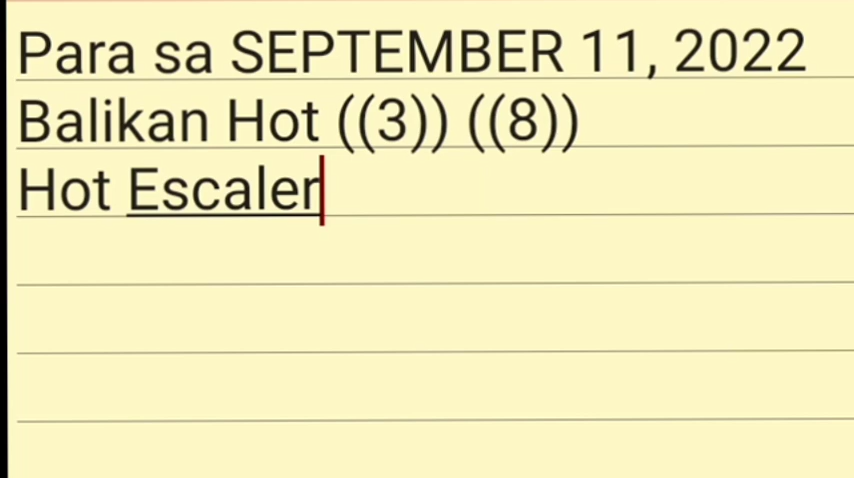 Para sa SEPTEMBER 11, 2022
Balikan Hot ((3)) ((8))
Hot Escaler